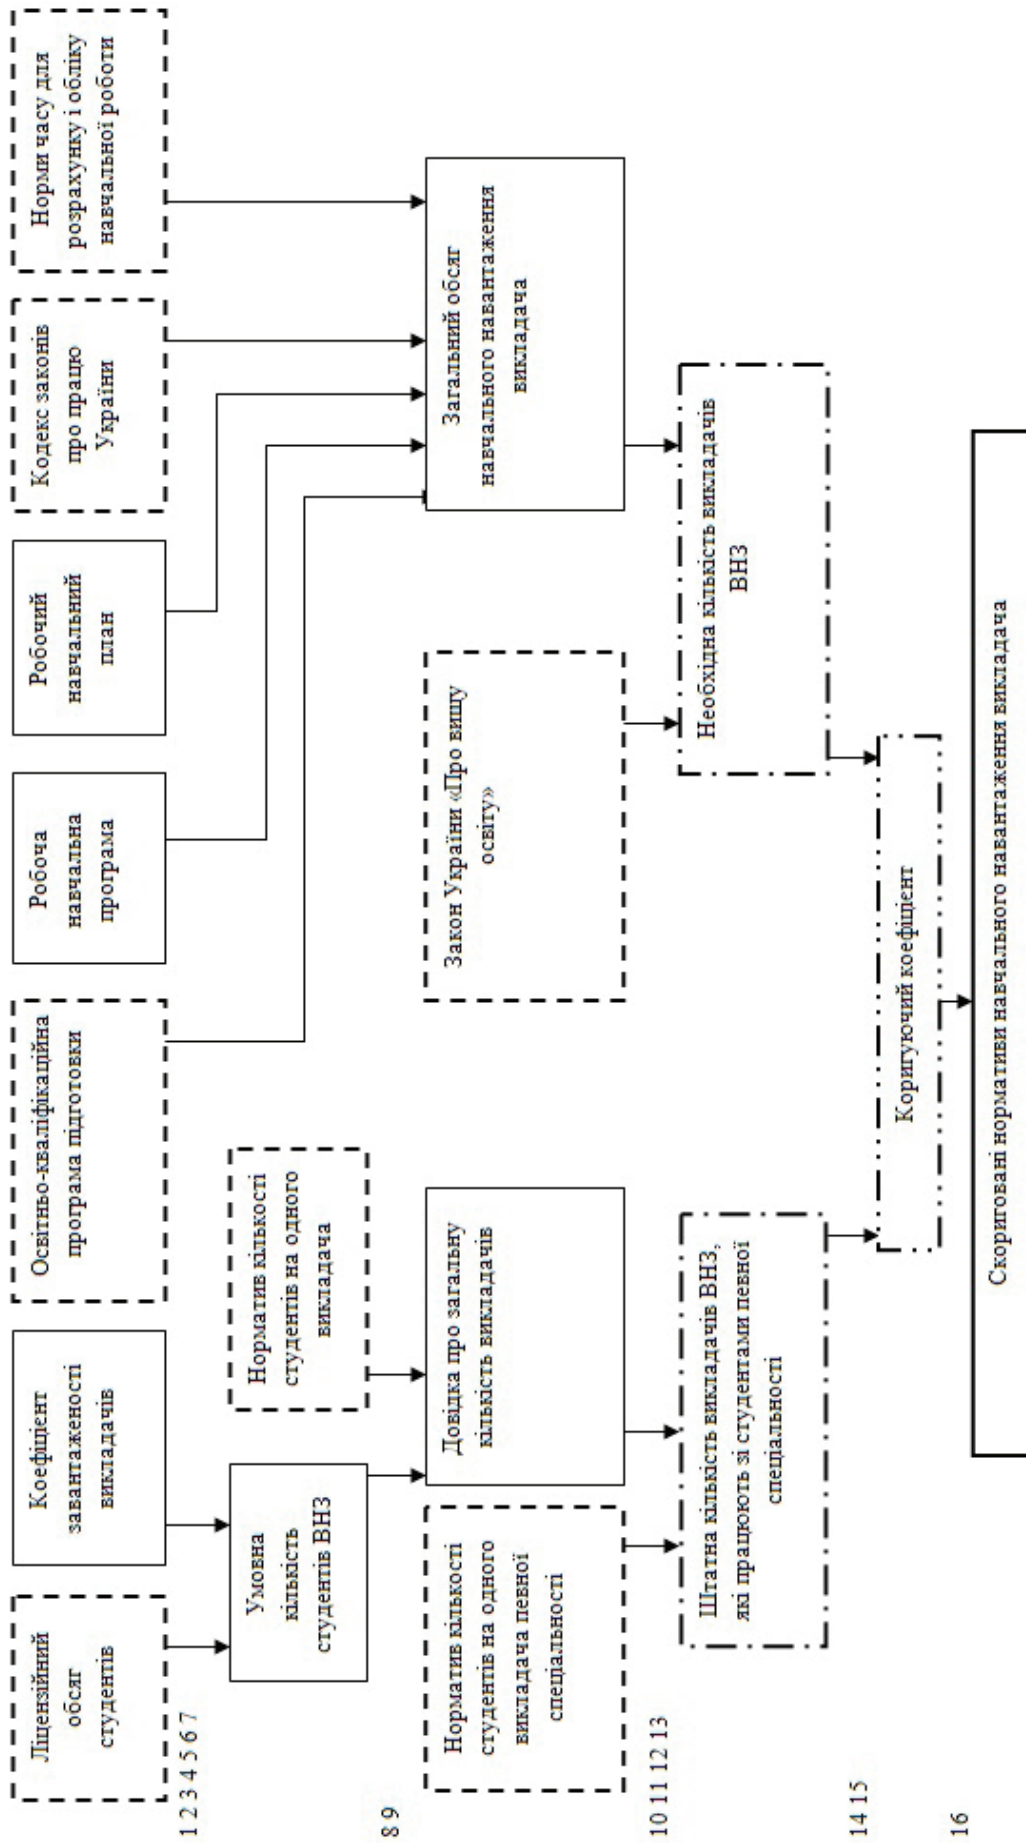 Ліцензійний
обсяг
студентів
Коефіцієнт
завантаженості
викладачів
Освітньо-кваліфікаційна
програма підготовки
Робоча
навчальна
програма
Робочий
навчальний
план
Кодекс законів
про працю
України
Норми часу для
розрахунку і обліку
навчальної роботи
1 2 3 4 5 6 7
Умовна
кількість
студентів ВНЗ
Норматив кількості
студентів на одного
викладача
8 9
Норматив кількості
студентів на одного
викладача певної
спеціальності
Довідка про загальну
кількість викладачів
Закон України «Про вищу
освіту»
Загальний обсяг
навчального навантаження
викладача
10 11 12 13
Штатна кількість викладачів ВНЗ,
які працюють зі студентами певної
спеціальності
Необхідна кількість викладачів
ВНЗ
14 15
Коригуючий коефіцієнт
16
Скориговані нормативи навчального навантаження викладача